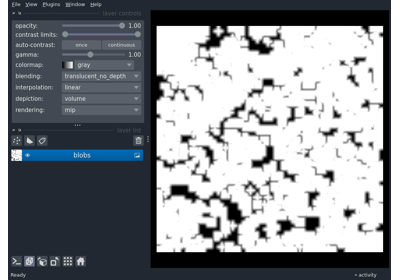 File View Plugins Window Help
layer controls
opacity: 1.00
contrast limits:
auto-contrast: once continuous
gamma: 1.00
colormap: gray
blending: translucent_no_depth
interpolation: linear
depiction: volume
rendering: mip
layer list
blobs
Ready activity